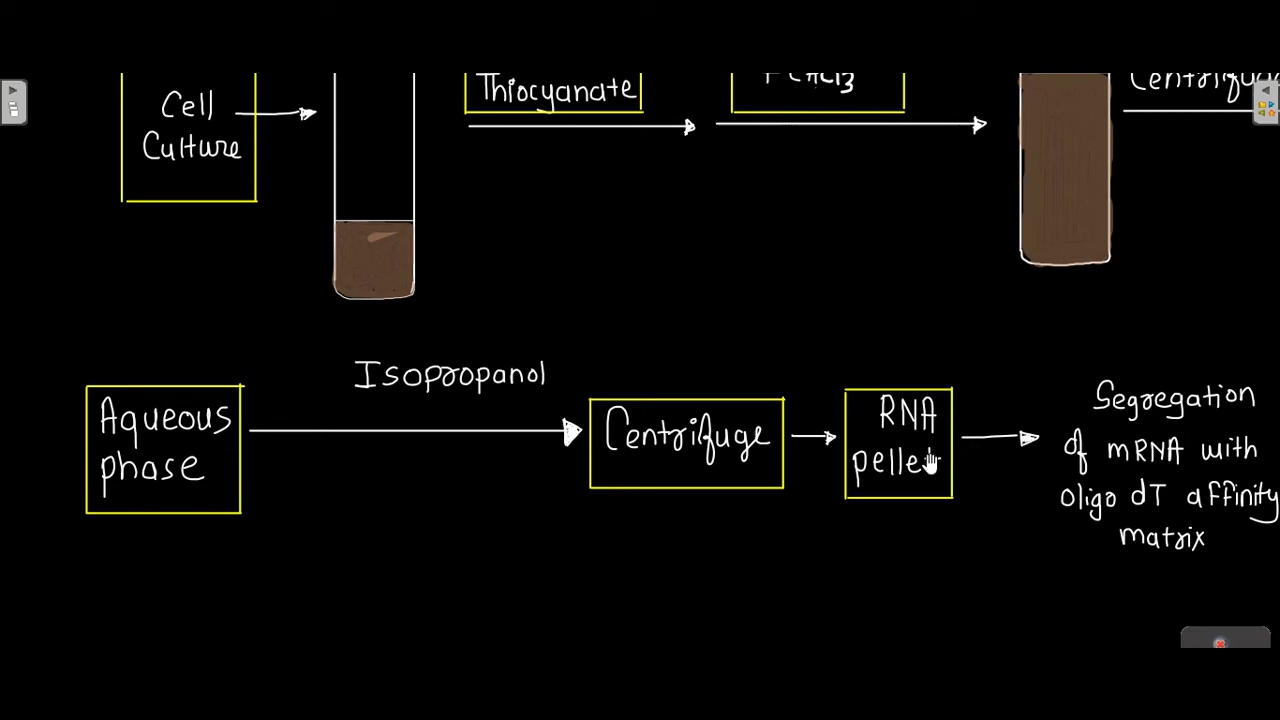 Cell
Culture
Thiocyanate
Aqueous
phase
Isopropanol
Centrifuge
RNA
pellet
Segregation
of mRNA with
oligo dT affinity
matrix